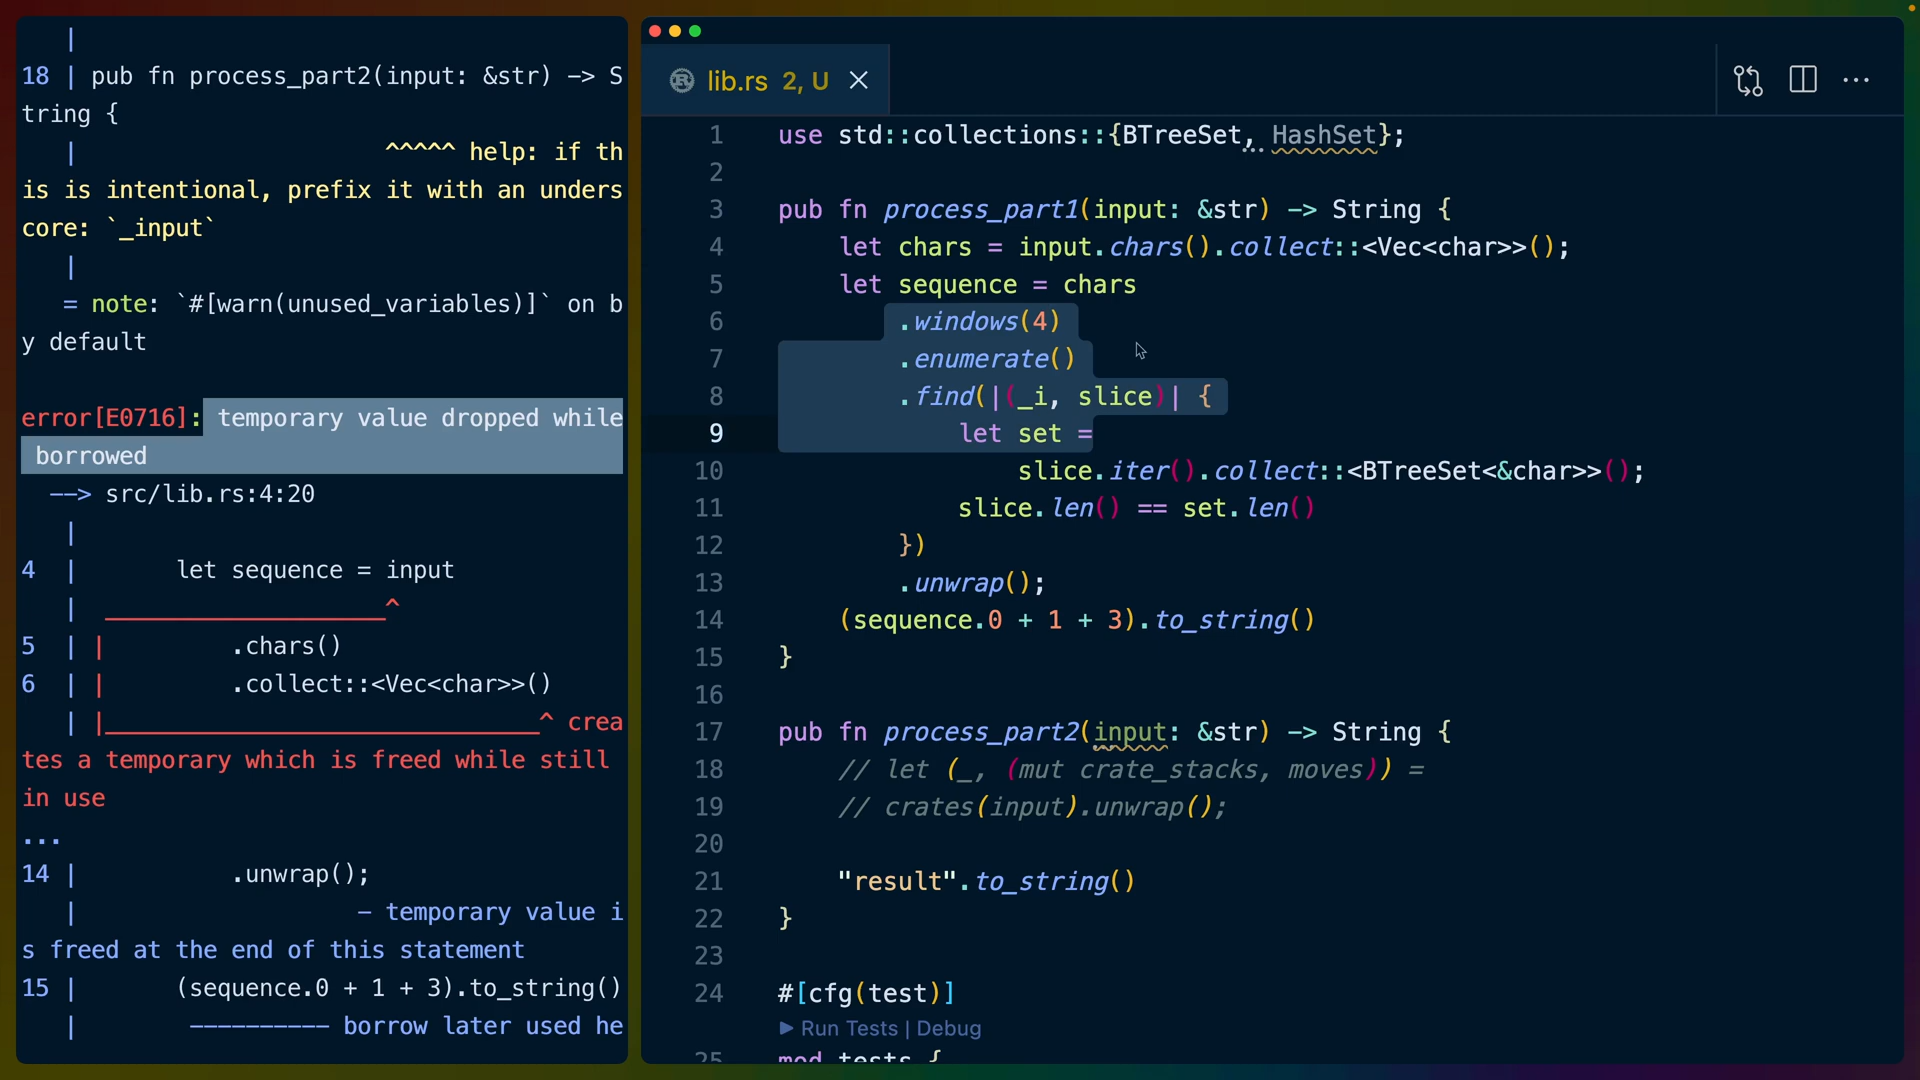 |
18 | pub fn process_part2(input: &str) -> S
tring {
| ^^^^^ help: if th
is is intentional, prefix it with an unders
core: `_input`
|
= note: `#[warn(unused_variables)]` on b
y default
error[E0716]: temporary value dropped while
borrowed
--> src/lib.rs:4:20
|
4 | let sequence = input
| ____________________^
5 | | .chars()
6 | | .collect::<Vec<char>>()
| |_______________________________^ crea
tes a temporary which is freed while still
in use
...
14 | .unwrap();
| - temporary value i
s freed at the end of this statement
15 | (sequence.0 + 1 + 3).to_string()
| ---------- borrow later used he
lib.rs 2, U
1 use std::collections::{BTreeSet, HashSet};
2
3 pub fn process_part1(input: &str) -> String {
4 let chars = input.chars().collect::<Vec<char>>();
5 let sequence = chars
6 .windows(4)
7 .enumerate()
8 .find(|(_i, slice)| {
9 let set =
10 slice.iter().collect::<BTreeSet<&char>>();
11 slice.len() == set.len()
12 })
13 .unwrap();
14 (sequence.0 + 1 + 3).to_string()
15 }
16
17 pub fn process_part2(input: &str) -> String {
18 // let (_, (mut crate_stacks, moves)) =
19 // crates(input).unwrap();
20
21 "result".to_string()
22 }
23
24 #[cfg(test)]
Run Tests | Debug
25 mod tests {